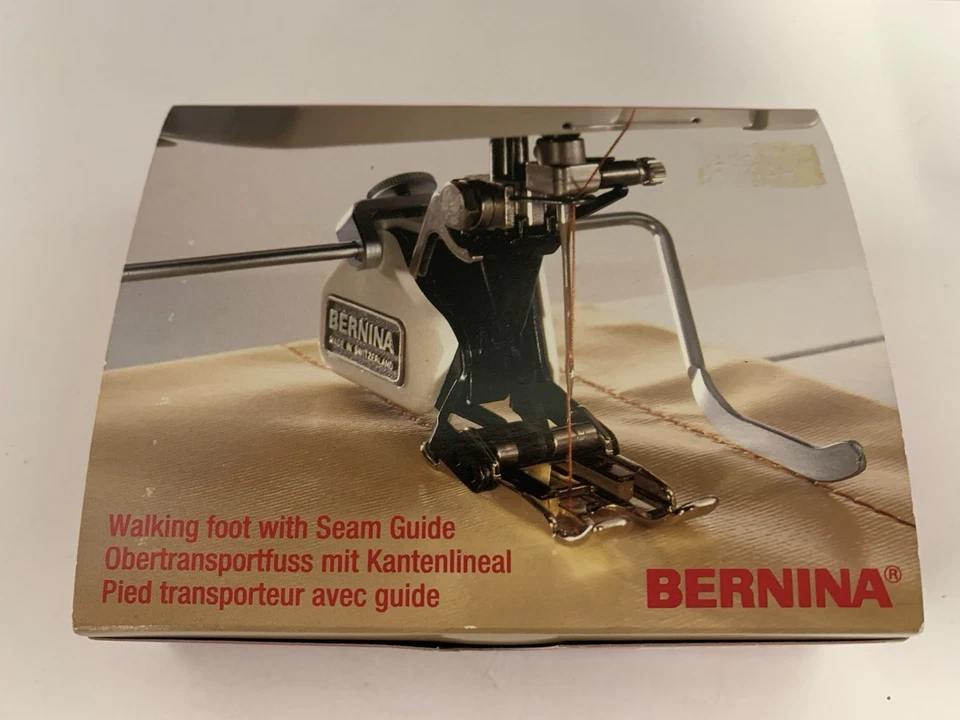 BERNINA
MADE IN SWITZERLAND
Walking foot with Seam Guide
Obertransportfuss mit Kantenlineal
Pied transporteur avec guide
BERNINA®